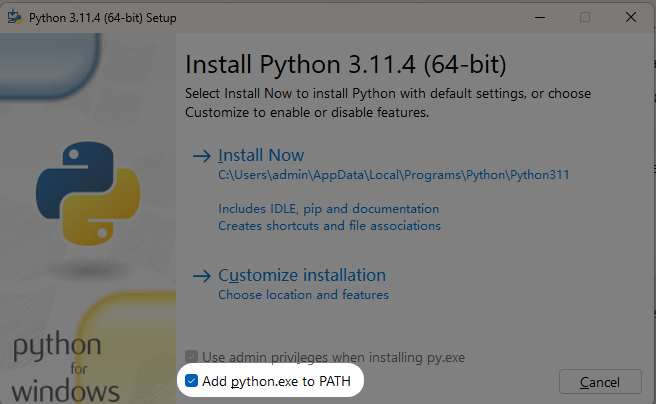 Python 3.11.4 (64-bit) Setup
Install Python 3.11.4 (64-bit)
Select Install Now to install Python with default settings, or choose
Customize to enable or disable features.
Install Now
C:\Users\admin\AppData\Local\Programs\Python\Python311
Includes IDLE, pip and documentation
Creates shortcuts and file associations
Customize installation
Choose location and features
Use admin privileges when installing py.exe
Add python.exe to PATH
Cancel
python
for
windows